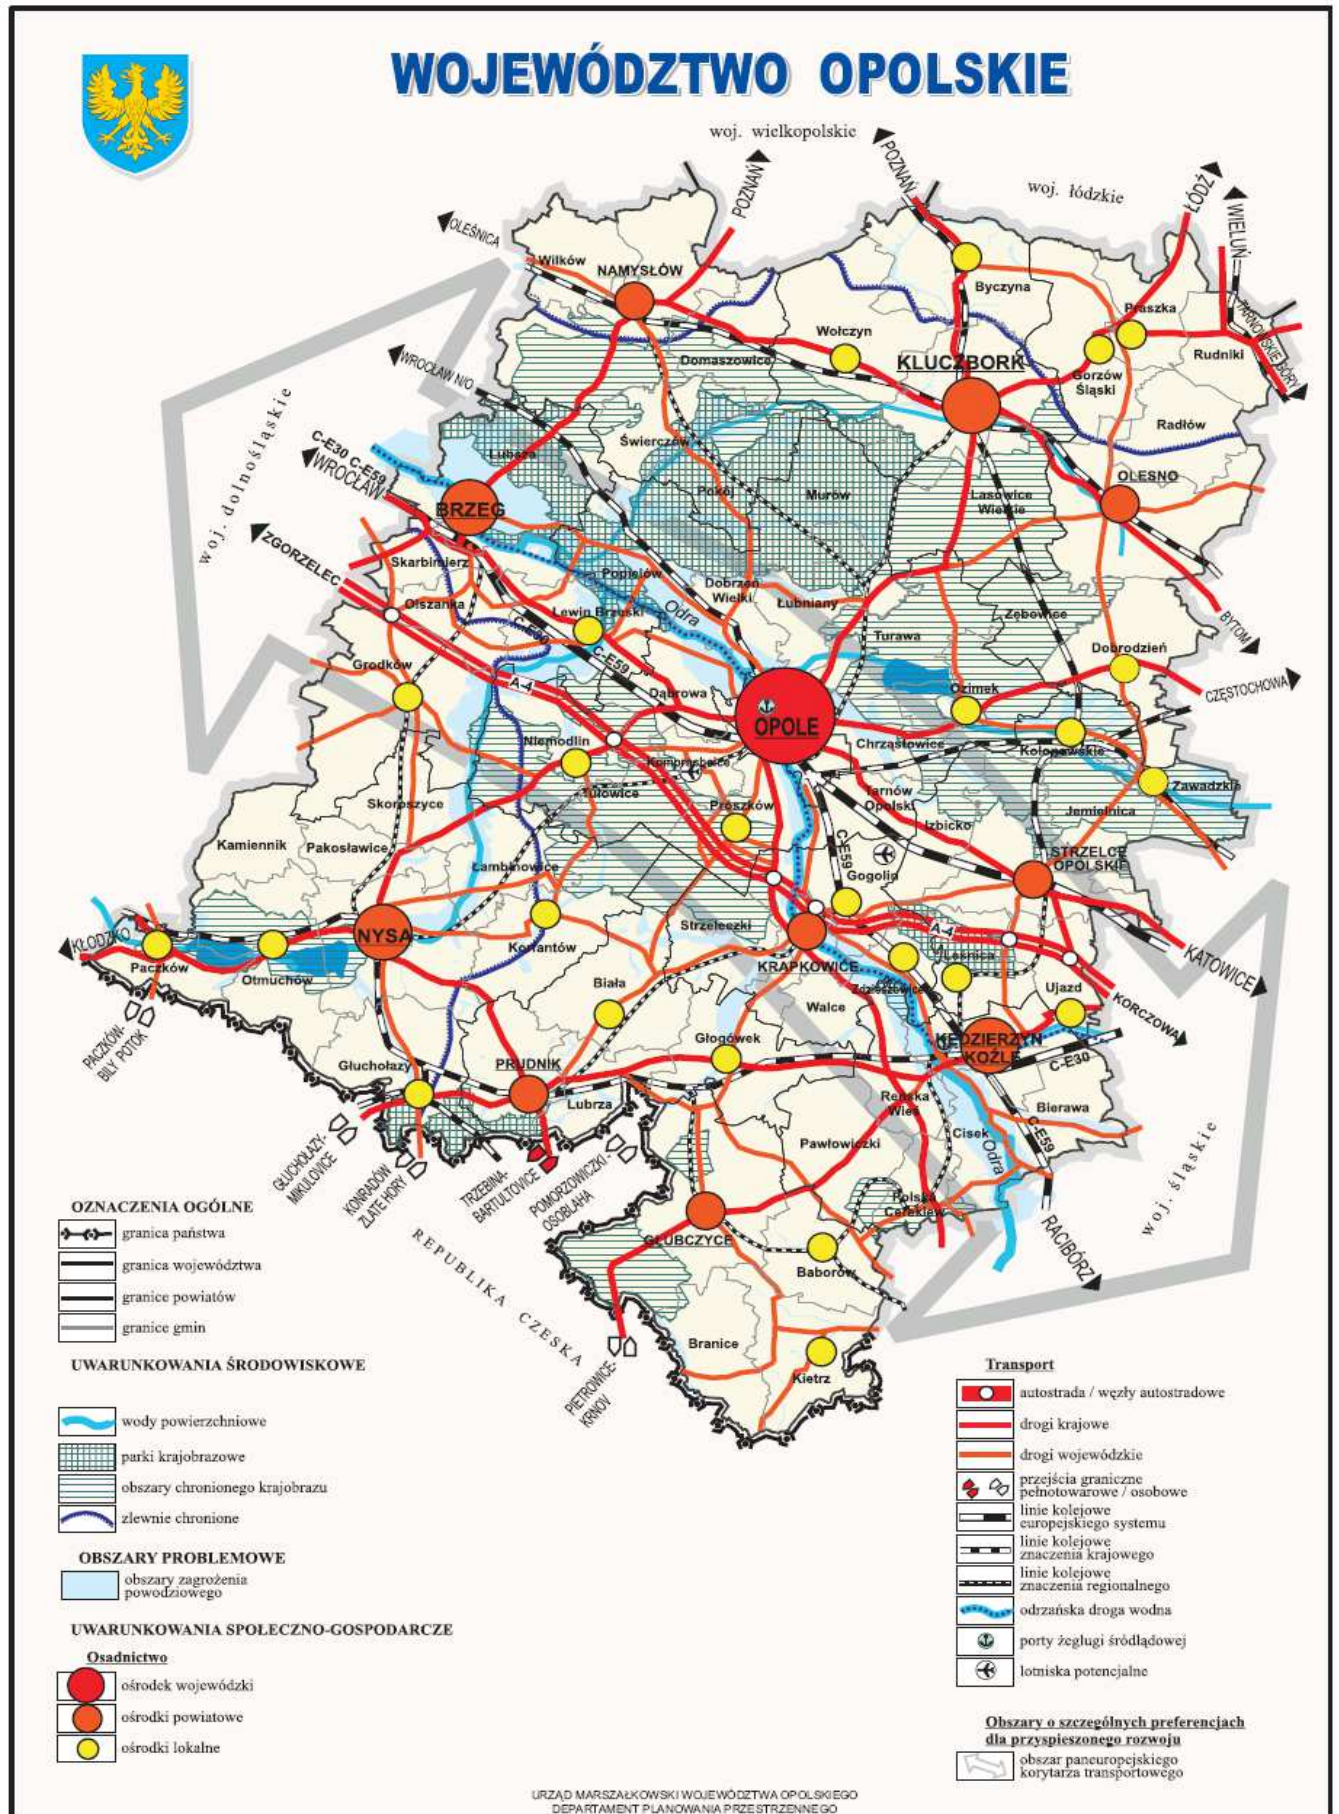 WOJEWÓDZTWO OPOLSKIE
woj. wielkopolskie
woj. łódzkie
woj. dolnośląskie
woj. śląskie
REPUBLIKA CZESKA
POZNAŃ
POZNAŃ
ŁÓDŹ
WIELUŃ
TARNOWSKIE GÓRY
OLEŚNICA
WROCŁAW N/O
C-E30 C-E59
WROCŁAW
ZGORZELEC
BYTOM
CZĘSTOCHOWA
KATOWICE
KORCZOWA
RACIBÓRZ
KŁODZKO
Wilków
NAMYSŁÓW
Byczyna
Praszka
Wołczyn
Domaszowice
KLUCZBORK
Gorzów
Śląski
Rudniki
Radłów
Świerczów
Lubsza
Pokój
Murów
Lasowice
Wielkie
OLESNO
BRZEG
Skarbimierz
Popielów
Dobrzeń
Wielki
Łubniany
Olszanka
Lewin Brzeski
Odra
Turawa
Zębowice
Dobrodzień
C-E30
C-E59
Grodków
A-4
Dąbrowa
OPOLE
Ozimek
Chrząstowice
Kolonowskie
Niemodlin
Komprachcice
Tułowice
Prószków
Tarnów
Opolski
Zawadzkie
Jemielnica
Izbicko
Skoroszyce
Kamiennik
Pakosławice
Łambinowice
C-E59
Gogolin
STRZELCE
OPOLSKIE
NYSA
Korfantów
Strzeleczki
A-4
Paczków
Otmuchów
KRAPKOWICE
Leśnica
Zdzieszowice
Ujazd
Biała
Walce
KĘDZIERZYN
KOŹLE
C-E30
Głuchołazy
PRUDNIK
Głogówek
Lubrza
Reńska
Wieś
Bierawa
Cisek
Odra
C-E59
Pawłowiczki
Polska
Cerekiew
GŁUBCZYCE
Baborów
Branice
Kietrz
PACZKÓW-
BILY POTOK
GŁUCHOŁAZY-
MIKULOVICE
KONRADÓW
ZLATE HORY
TRZEBINA-
BARTULTOVICE
POMORZOWICZKI -
OSOBLAHA
PIETROWICE-
KRNOV
OZNACZENIA OGÓLNE
granica państwa
granica województwa
granice powiatów
granice gmin
UWARUNKOWANIA ŚRODOWISKOWE
wody powierzchniowe
parki krajobrazowe
obszary chronionego krajobrazu
zlewnie chronione
OBSZARY PROBLEMOWE
obszary zagrożenia
powodziowego
UWARUNKOWANIA SPOŁECZNO-GOSPODARCZE
Osadnictwo
ośrodek wojewódzki
ośrodki powiatowe
ośrodki lokalne
Transport
autostrada / węzły autostradowe
drogi krajowe
drogi wojewódzkie
przejścia graniczne
pełnotowarowe / osobowe
linie kolejowe
europejskiego systemu
linie kolejowe
znaczenia krajowego
linie kolejowe
znaczenia regionalnego
odrzańska droga wodna
porty żeglugi śródlądowej
lotniska potencjalne
Obszary o szczególnych preferencjach
dla przyspieszonego rozwoju
obszar paneuropejskiego
korytarza transportowego
URZĄD MARSZAŁKOWSKI WOJEWÓDZTWA OPOLSKIEGO
DEPARTAMENT PLANOWANIA PRZESTRZENNEGO